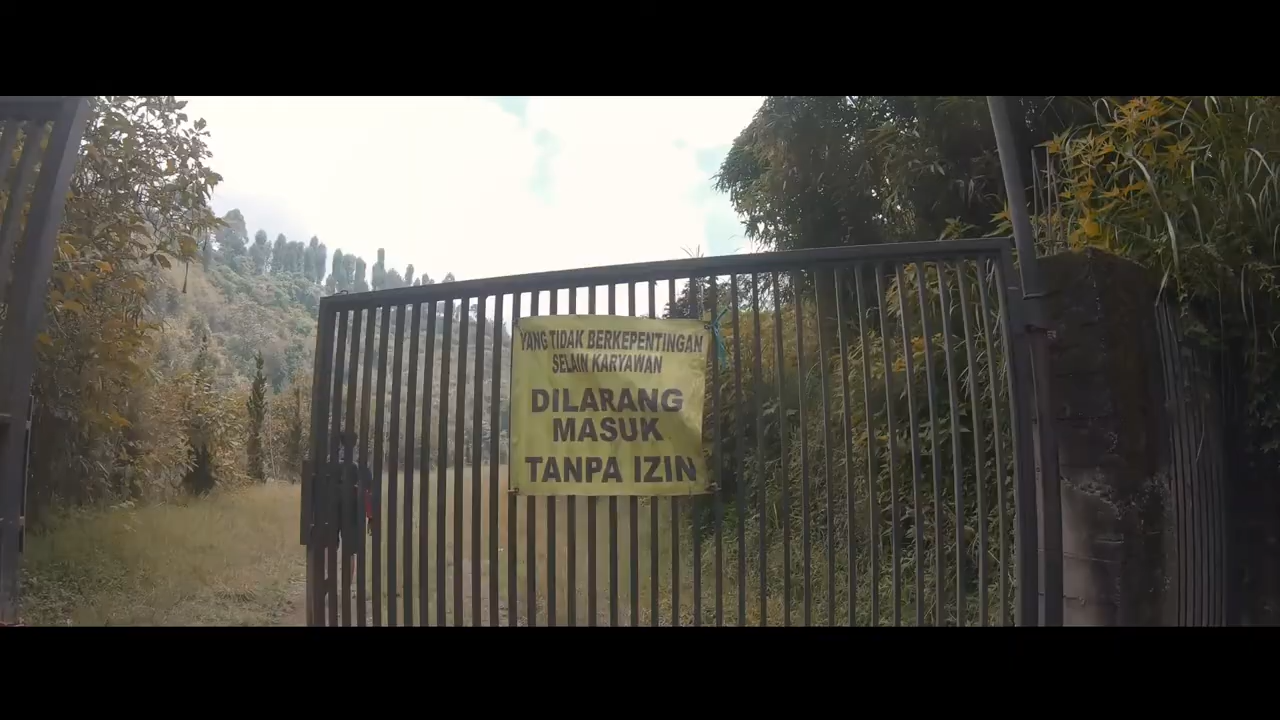 YANG TIDAK BERKEPENTINGAN
SELAIN KARYAWAN
DILARANG
MASUK
TANPA IZIN